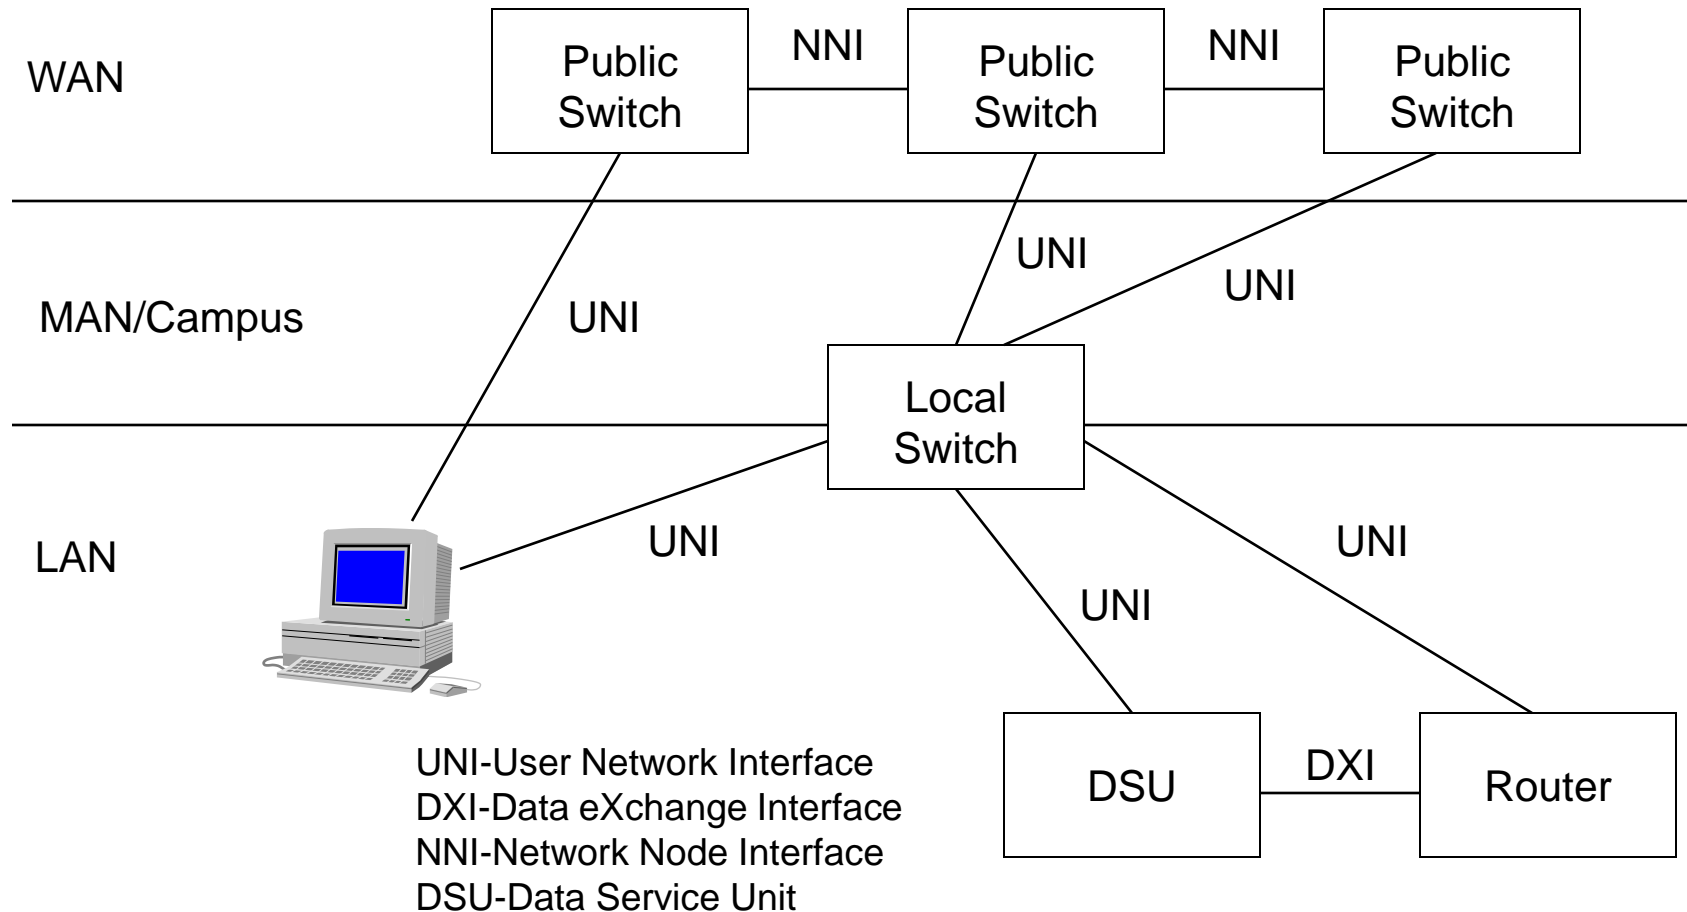 WAN
Public
Switch
NNI
Public
Switch
NNI
Public
Switch
MAN/Campus
UNI
UNI
UNI
Local
Switch
LAN
UNI
UNI
UNI
DSU
DXI
Router
UNI-User Network Interface
DXI-Data eXchange Interface
NNI-Network Node Interface
DSU-Data Service Unit